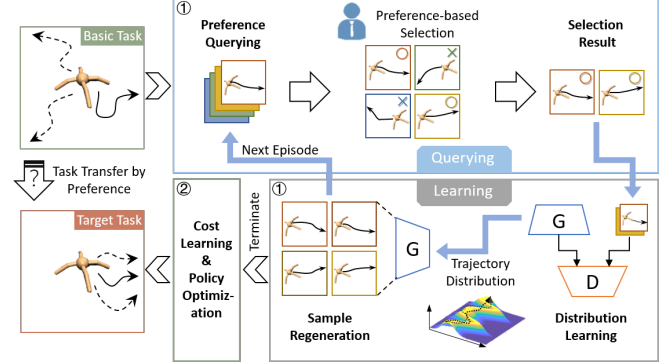 Basic Task
①
Preference
Querying
Preference-based
Selection
Selection
Result
Next Episode
Querying
Learning
?
Task Transfer by
Preference
Target Task
②
Cost
Learning
&
Policy
Optimiz-
ation
Terminate
①
Sample
Regeneration
G
Trajectory
Distribution
G
D
Distribution
Learning